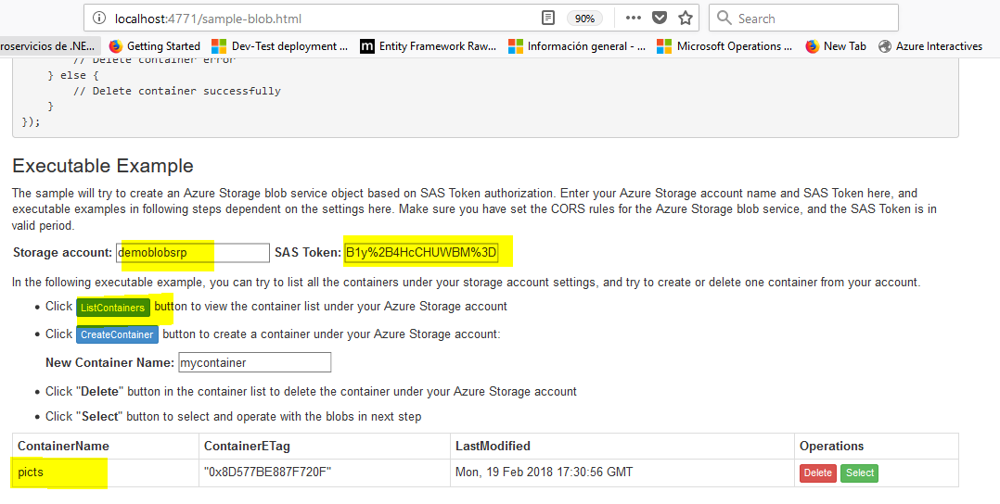 localhost:4771/sample-blob.html
90%
Search
roservicios de .NE...
Getting Started
Dev-Test deployment ...
m
Entity Framework Raw...
Información general - ...
Microsoft Operations ...
New Tab
Azure Interactives
// Delete container error
} else {
// Delete container successfully
}
});
Executable Example
The sample will try to create an Azure Storage blob service object based on SAS Token authorization. Enter your Azure Storage account name and SAS Token here, and
executable examples in following steps dependent on the settings here. Make sure you have set the CORS rules for the Azure Storage blob service, and the SAS Token is in
valid period.
Storage account: demoblobsrp SAS Token: B1y%2B4HcCHUWBM%3D
In the following executable example, you can try to list all the containers under your storage account settings, and try to create or delete one container from your account.
• Click ListContainers button to view the container list under your Azure Storage account
• Click CreateContainer button to create a container under your Azure Storage account:
New Container Name: mycontainer
• Click "Delete" button in the container list to delete the container under your Azure Storage account
• Click "Select" button to select and operate with the blobs in next step
ContainerName ContainerETag LastModified Operations
picts "0x8D577BE887F720F" Mon, 19 Feb 2018 17:30:56 GMT Delete Select